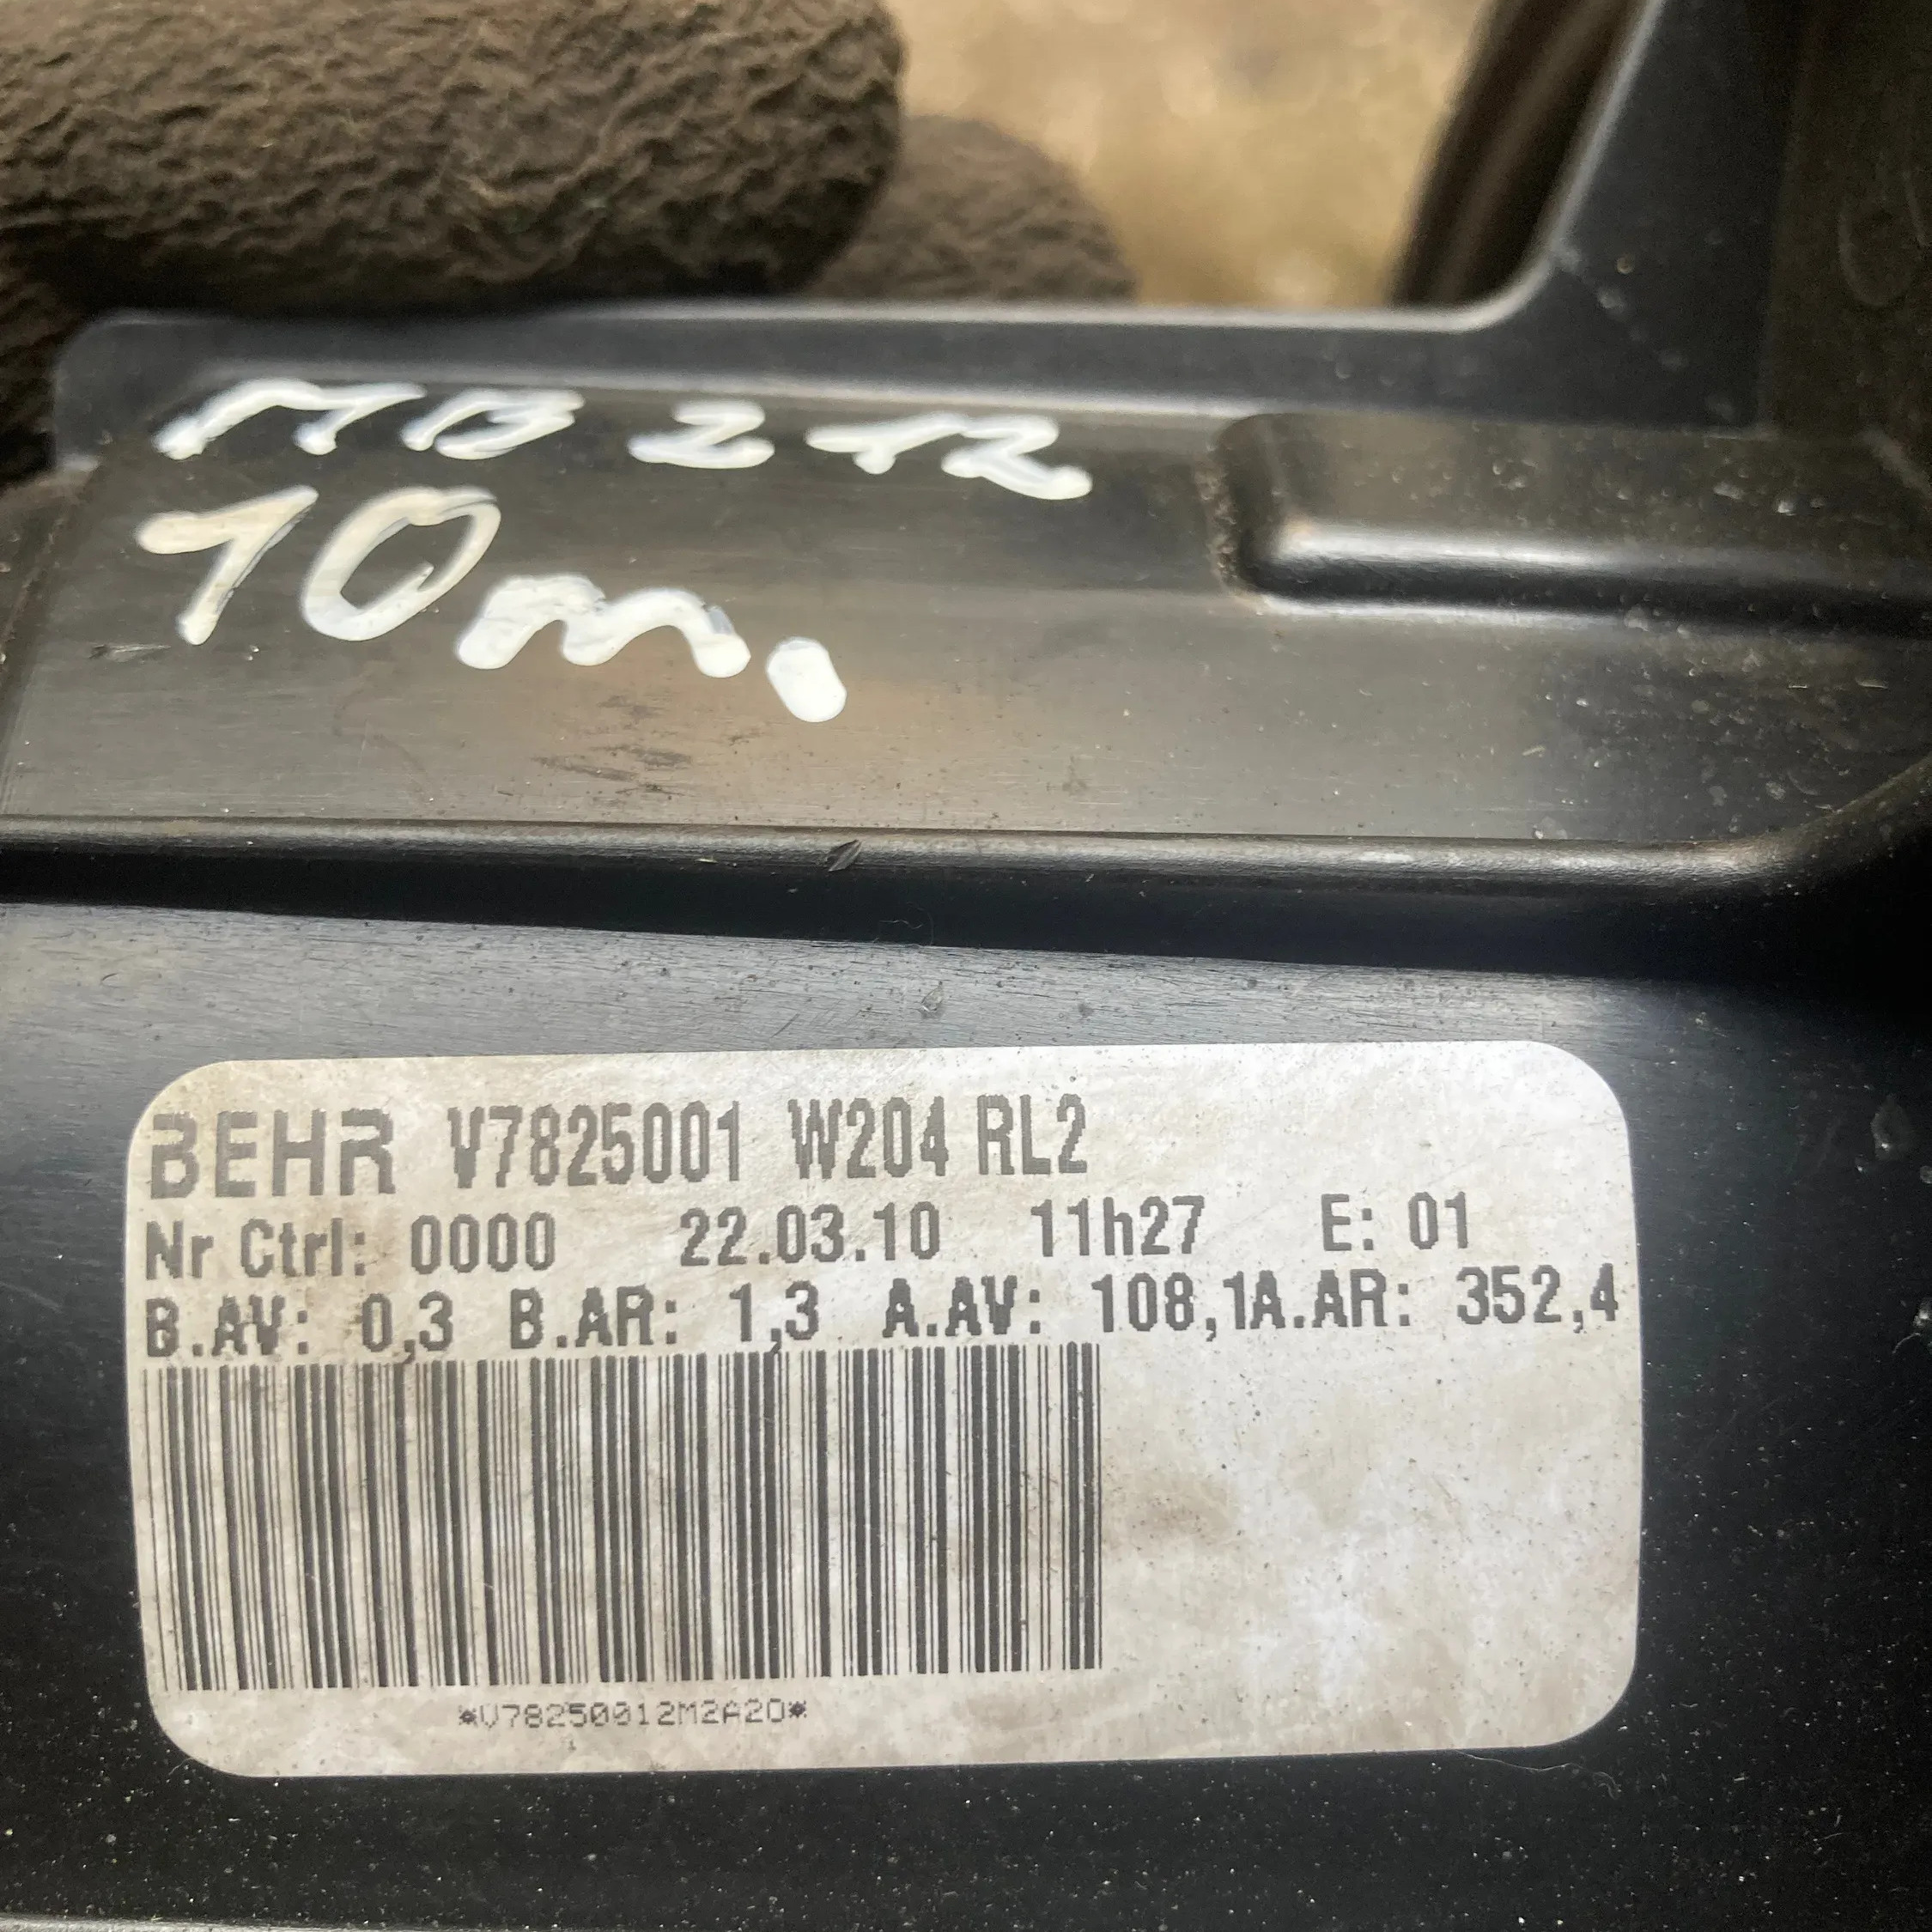 MB 212
10m.
BEHR V7825001 W204 RL2
Nr Ctrl: 0000 22.03.10 11h27 E: 01
B.AV: 0,3 B.AR: 1,3 A.AV: 108,1A.AR: 352,4
*V78250012M2A20*